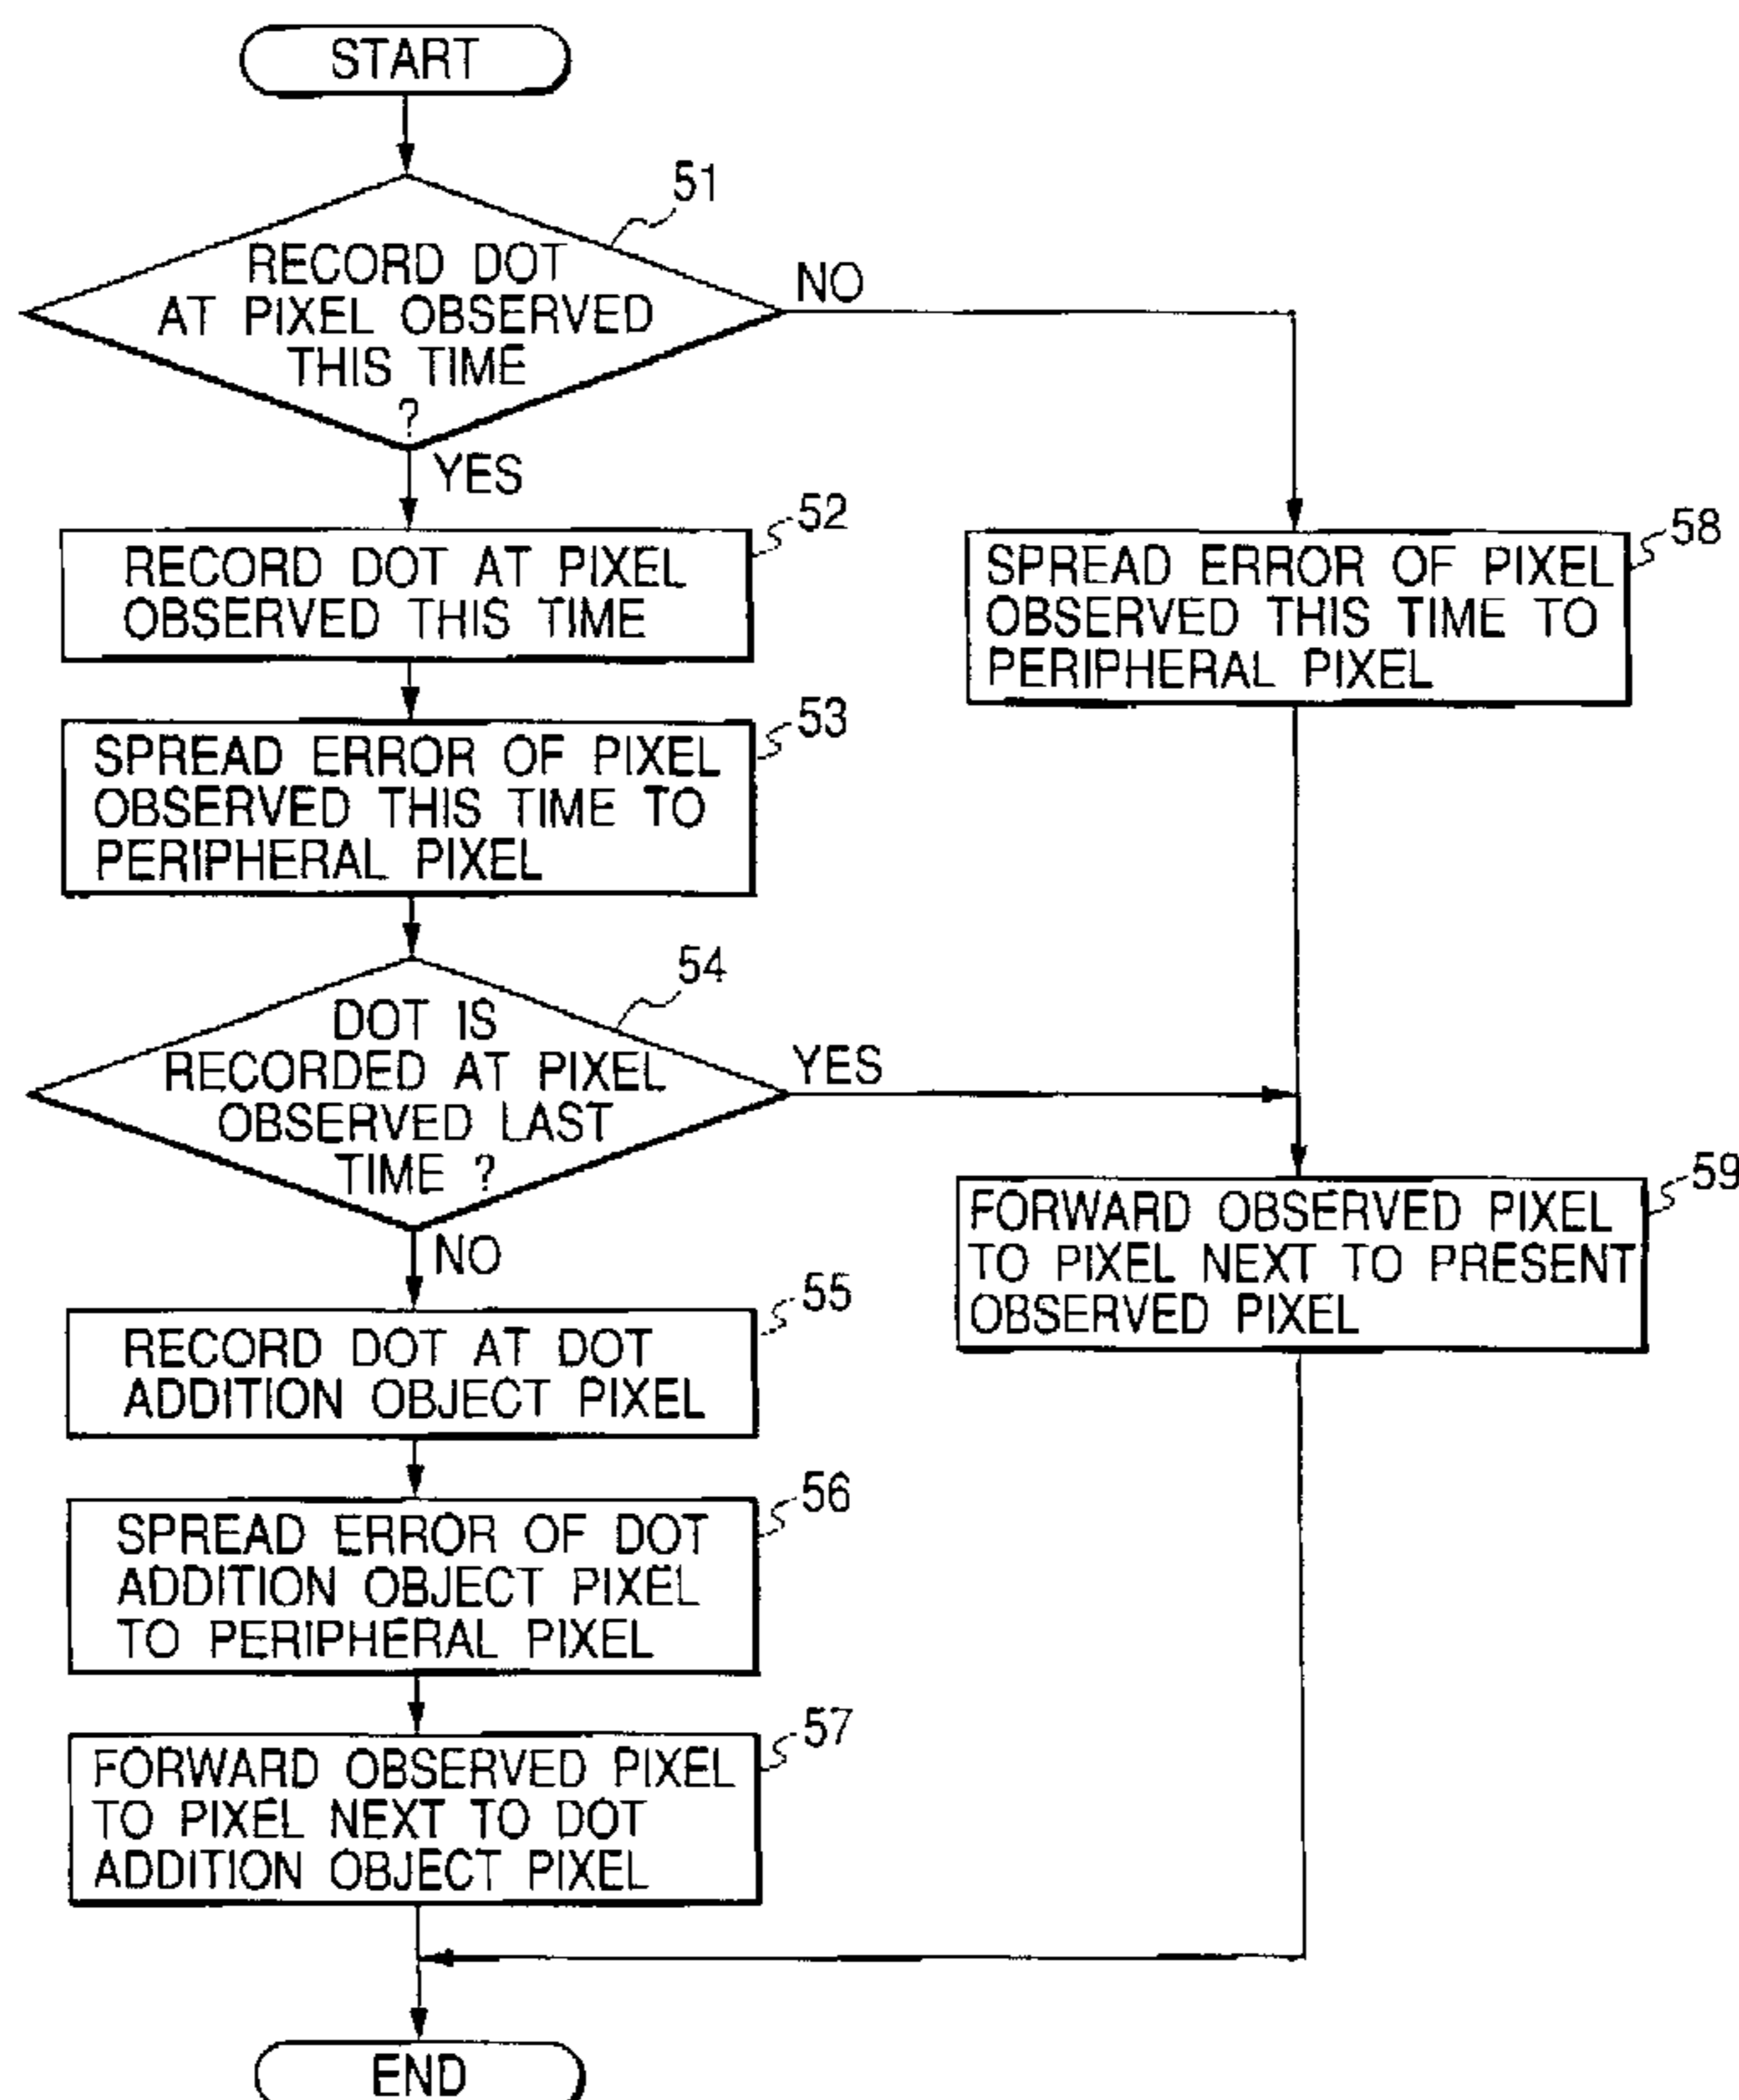 START
51
RECORD DOT
AT PIXEL OBSERVED
THIS TIME
?
NO
YES
52
RECORD DOT AT PIXEL
OBSERVED THIS TIME
58
SPREAD ERROR OF PIXEL
OBSERVED THIS TIME TO
PERIPHERAL PIXEL
53
SPREAD ERROR OF PIXEL
OBSERVED THIS TIME TO
PERIPHERAL PIXEL
54
DOT IS
RECORDED AT PIXEL
OBSERVED LAST
TIME ?
YES
NO
59
FORWARD OBSERVED PIXEL
TO PIXEL NEXT TO PRESENT
OBSERVED PIXEL
55
RECORD DOT AT DOT
ADDITION OBJECT PIXEL
56
SPREAD ERROR OF DOT
ADDITION OBJECT PIXEL
TO PERIPHERAL PIXEL
57
FORWARD OBSERVED PIXEL
TO PIXEL NEXT TO DOT
ADDITION OBJECT PIXEL
END